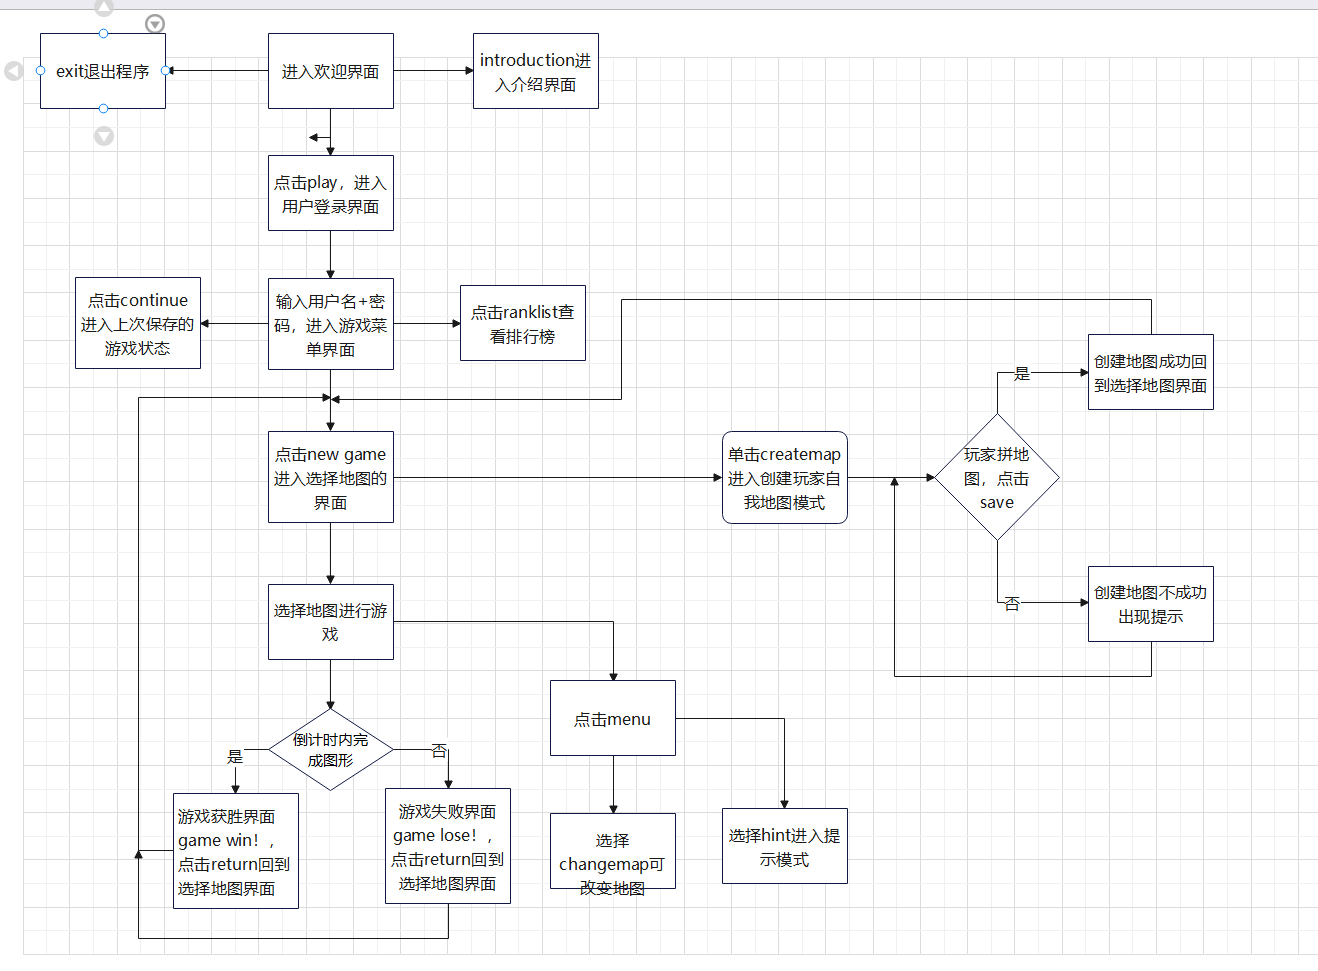 exit退出程序
进入欢迎界面
introduction进
入介绍界面
点击play，进入
用户登录界面
点击continue
进入上次保存的
游戏状态
输入用户名+密
码，进入游戏菜
单界面
点击ranklist查
看排行榜
创建地图成功回
到选择地图界面
是
点击new game
进入选择地图的
界面
单击createmap
进入创建玩家自
我地图模式
玩家拼地
图，点击
save
否
创建地图不成功
出现提示
选择地图进行游
戏
点击menu
倒计时内完
成图形
是
否
游戏获胜界面
game win！，
点击return回到
选择地图界面
游戏失败界面
game lose！，
点击return回到
选择地图界面
选择
changemap可
改变地图
选择hint进入提
示模式